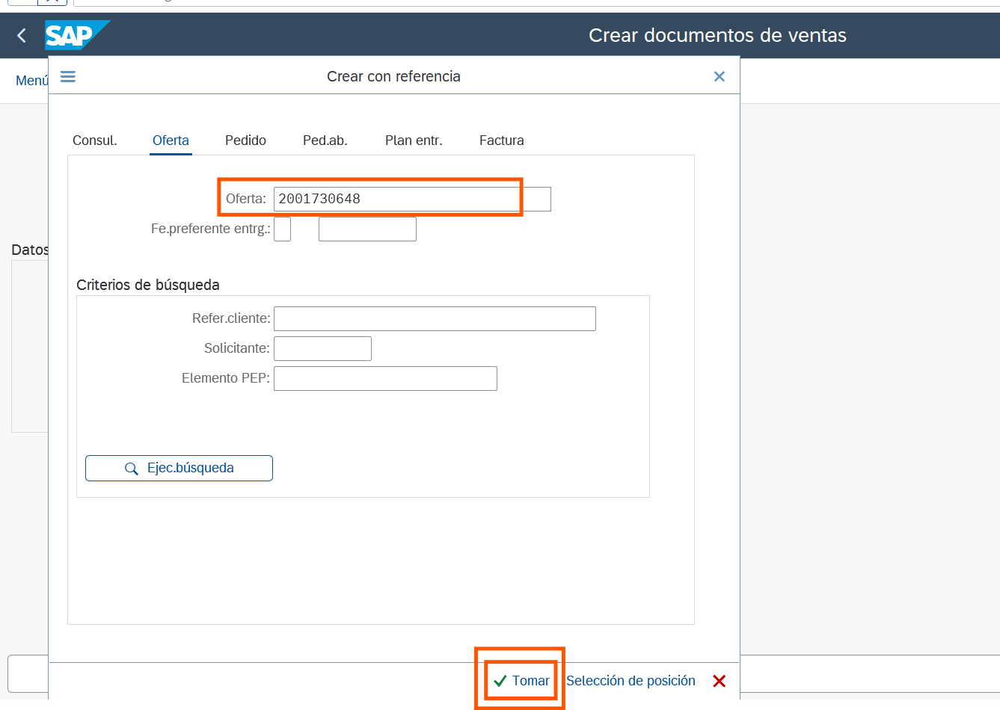 SAP
Crear documentos de ventas
Menú
Crear con referencia
Consul. Oferta Pedido Ped.ab. Plan entr. Factura
Oferta: 2001730648
Fe.preferente entrg.:
Datos
Criterios de búsqueda
Refer.cliente:
Solicitante:
Elemento PEP:
Ejec.búsqueda
Tomar Selección de posición